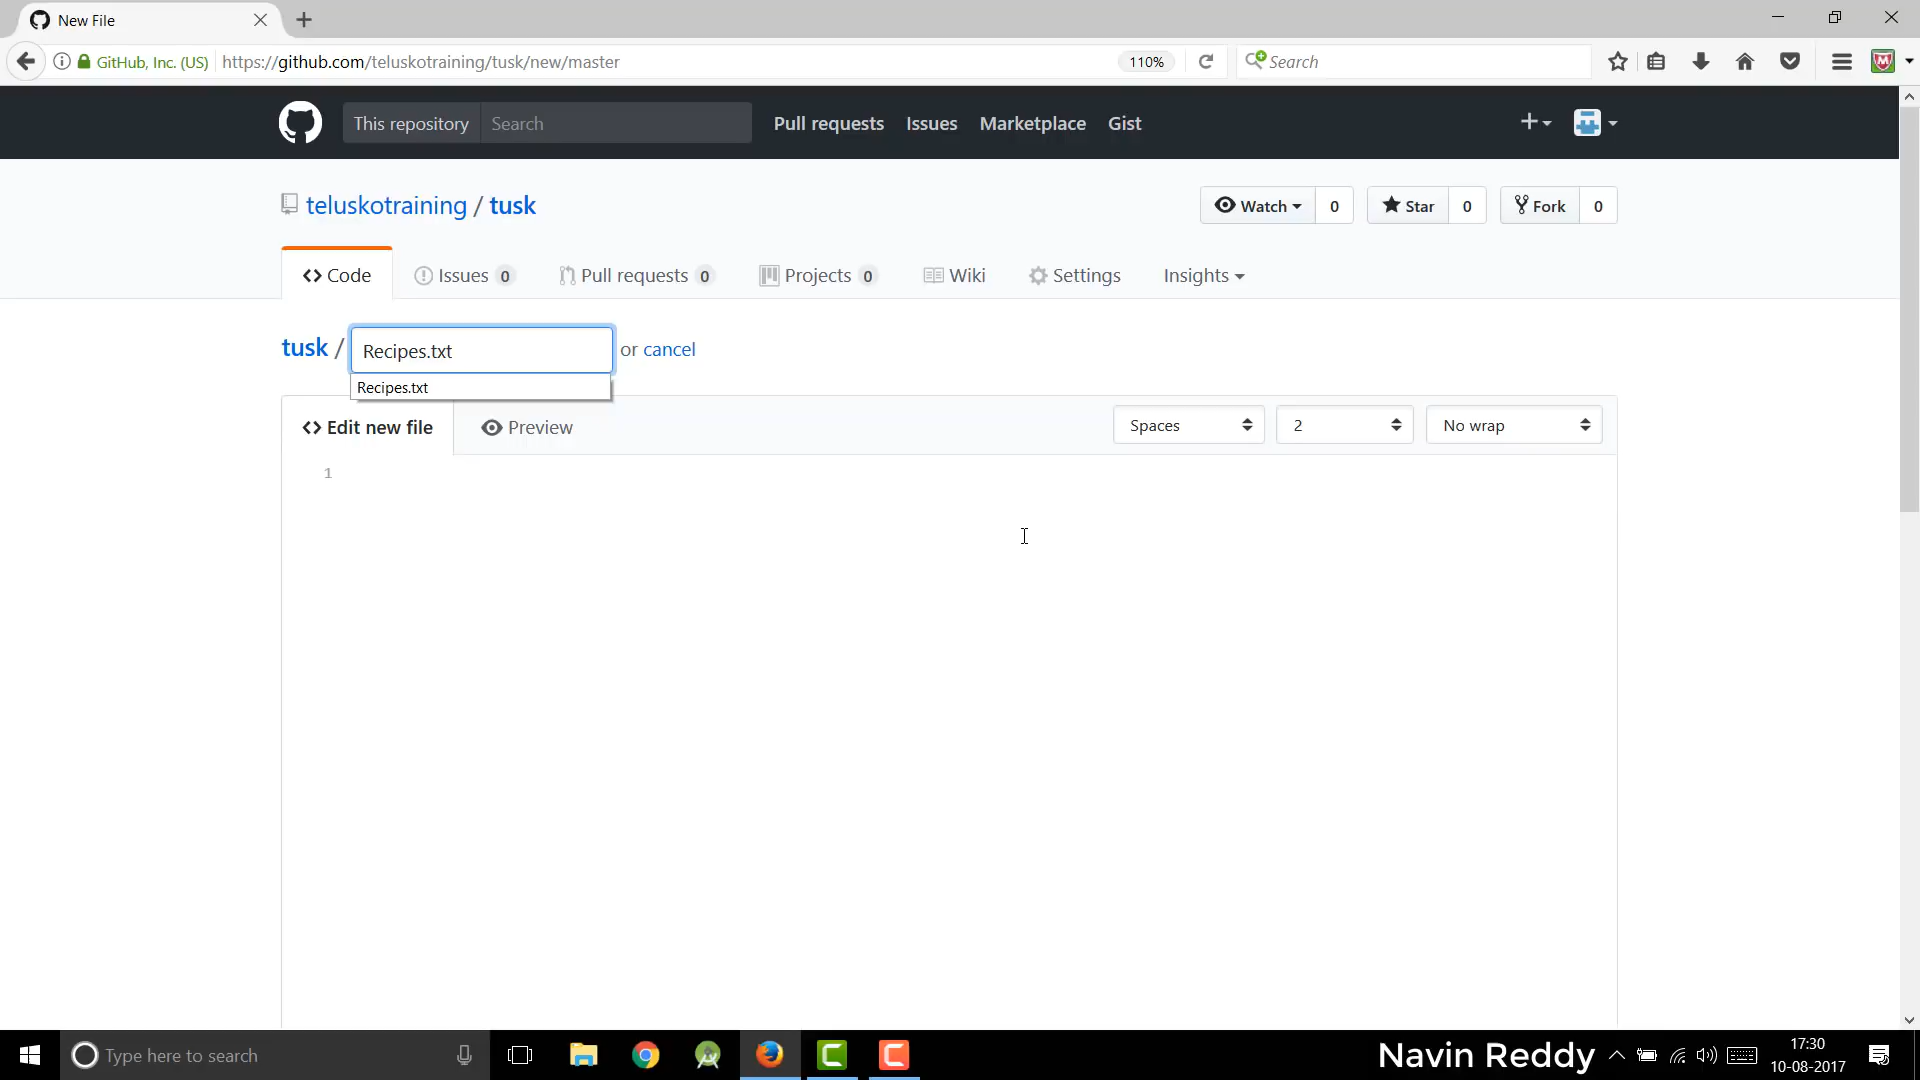 New File
GitHub, Inc. (US) https://github.com/teluskotraining/tusk/new/master 110% Search
This repository Search Pull requests Issues Marketplace Gist
teluskotraining / tusk Watch 0 Star 0 Fork 0
Code Issues 0 Pull requests 0 Projects 0 Wiki Settings Insights
tusk / Recipes.txt or cancel
Recipes.txt
Edit new file Preview Spaces 2 No wrap
1
Type here to search Navin Reddy 17:30
10-08-2017